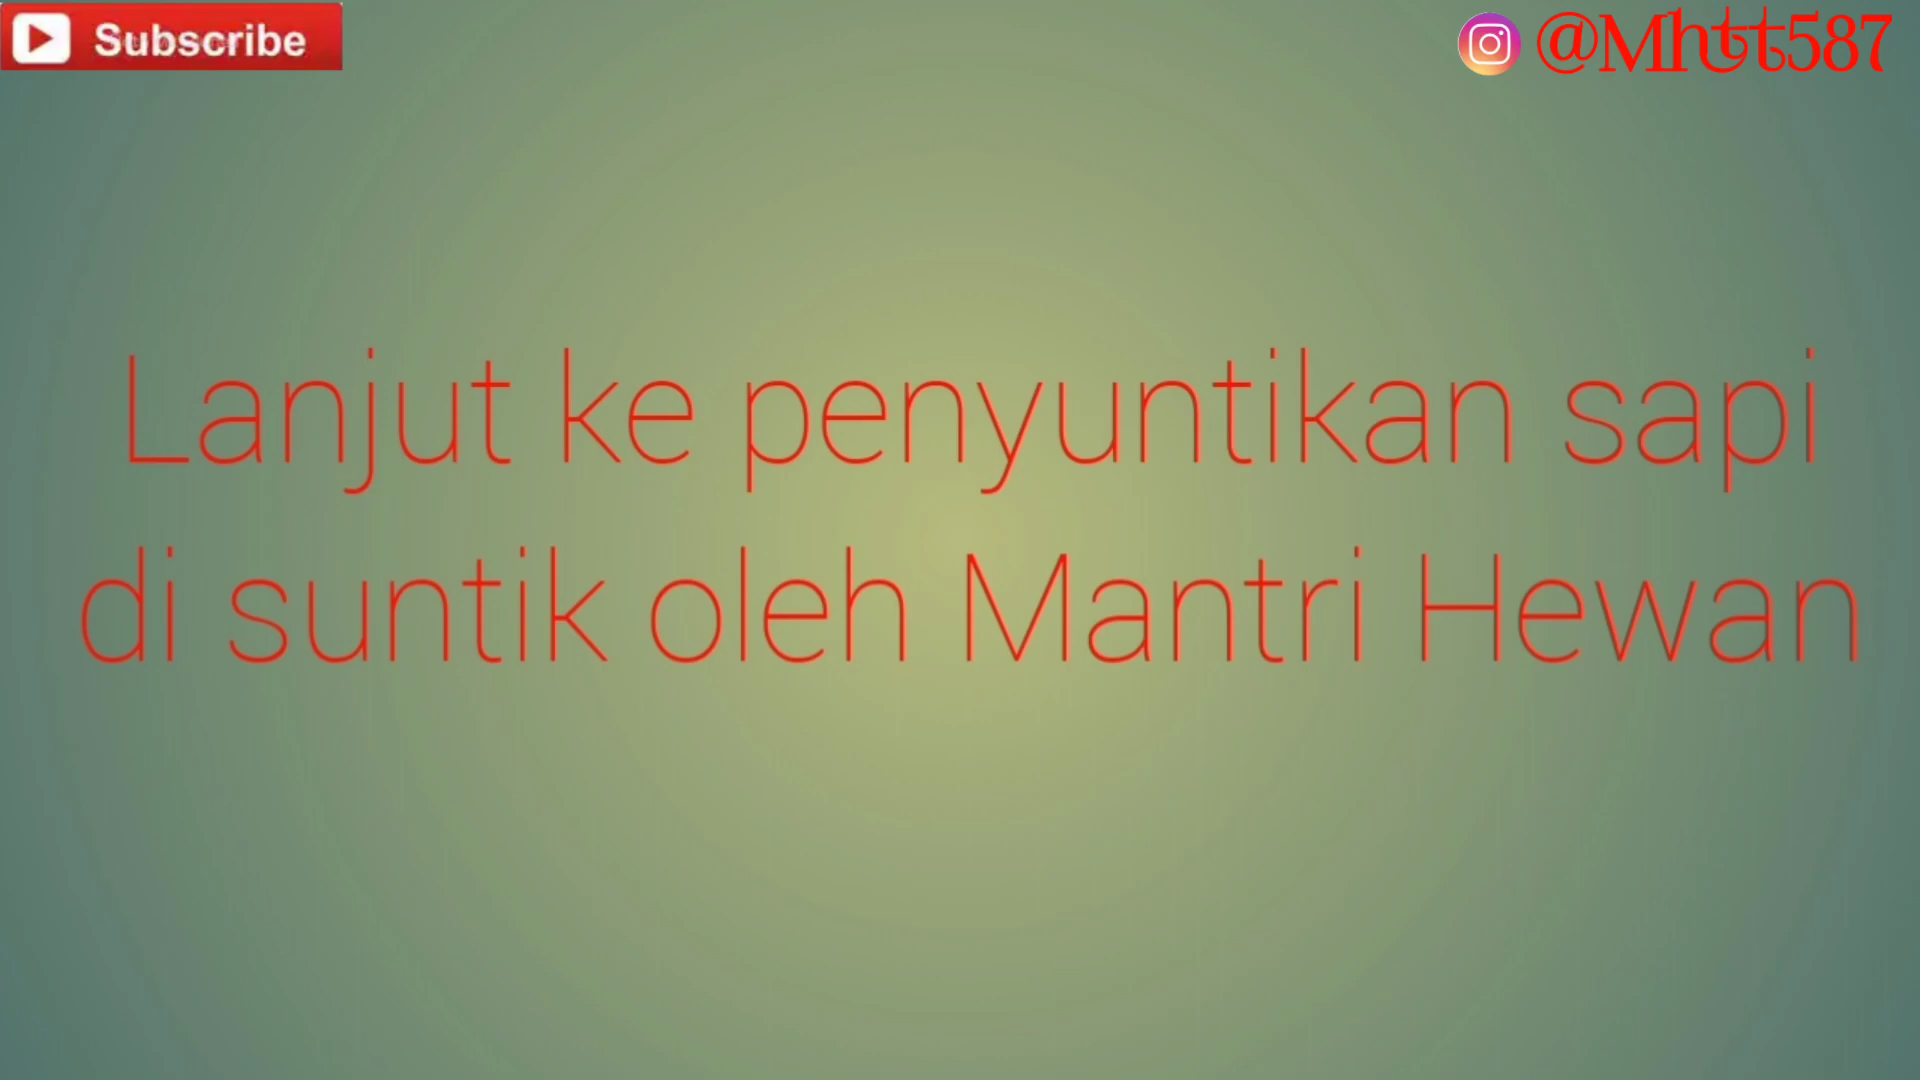 Subscribe
@Mhtt587
Lanjut ke penyuntikan sapi
di suntik oleh Mantri Hewan